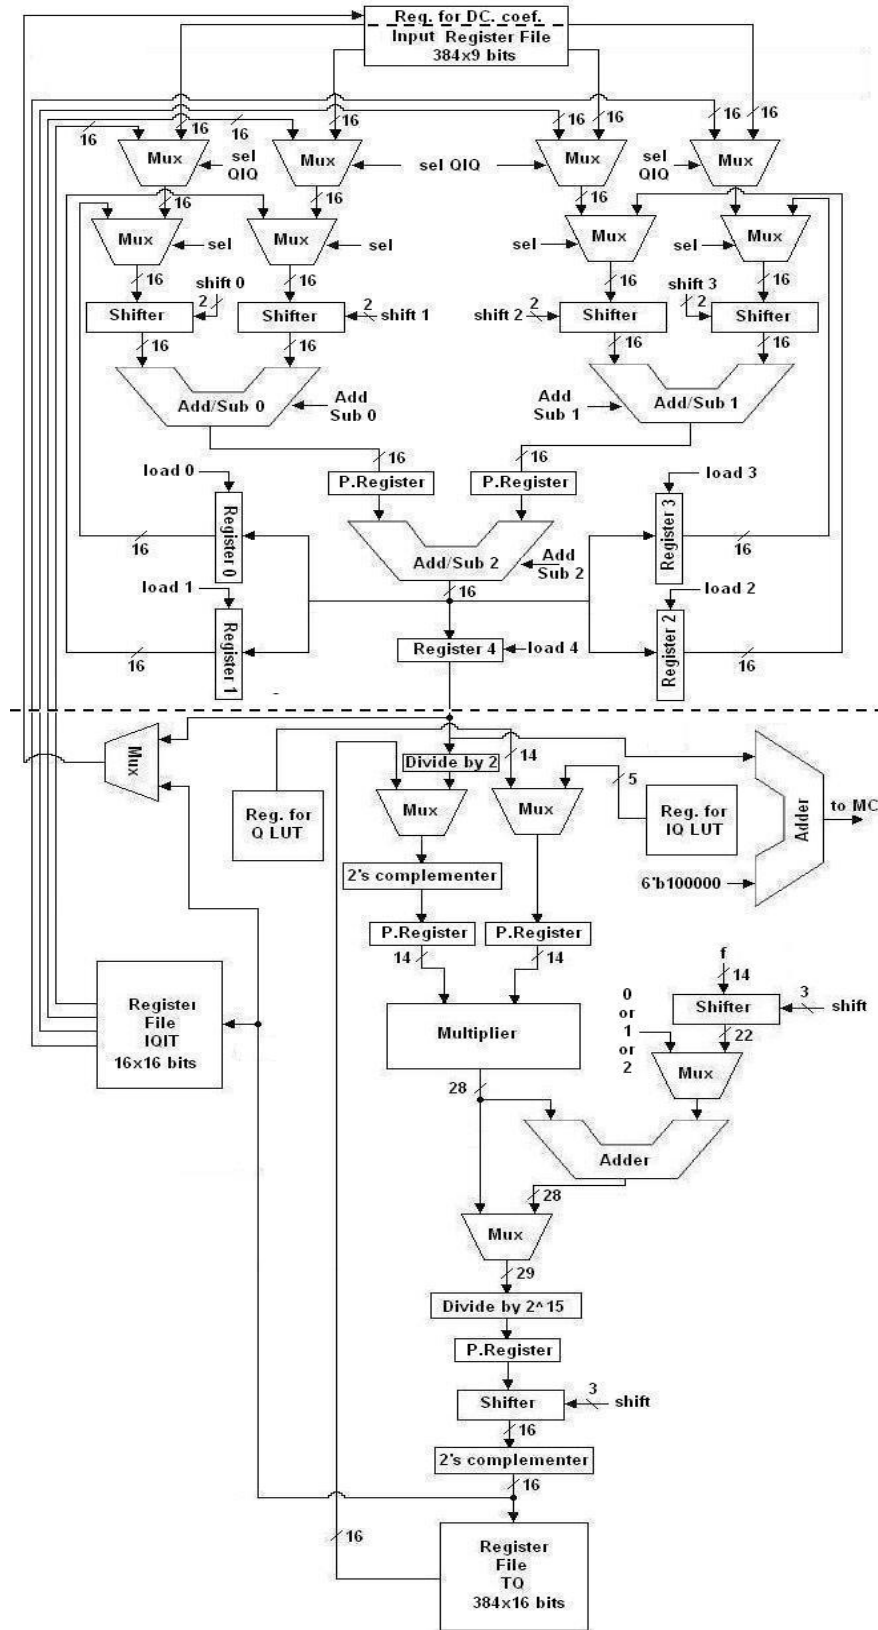 Reg. for DC. coef.
Input Register File
384x9 bits
16
16
16
16
16
16
16
16
Mux
sel
QIQ
Mux
sel QIQ
Mux
sel
QIQ
Mux
16
16
16
16
Mux
sel
Mux
sel
sel
Mux
sel
Mux
16
shift 0
2
16
16
shift 3
2
16
Shifter
Shifter
2
shift 1
shift 2
2
Shifter
Shifter
16
16
16
16
Add/Sub 0
Add
Sub 0
Add
Sub 1
Add/Sub 1
16
16
load 0
P.Register
P.Register
load 3
Register 0
16
Register 3
16
Add/Sub 2
Add
Sub 2
load 1
16
load 2
Register 1
16
Register 4
load 4
Register 2
16
Mux
Divide by 2
14
5
Reg. for
Q LUT
Mux
Mux
Reg. for
IQ LUT
Adder
to MC
2's complementer
6'b100000
P.Register
P.Register
14
14
f
14
Register
File
IQIT
16x16 bits
Multiplier
0
or
1
or
2
Shifter
3
shift
22
Mux
28
Adder
28
Mux
29
Divide by 2^15
P.Register
Shifter
3
shift
16
2's complementer
16
16
Register
File
TQ
384x16 bits